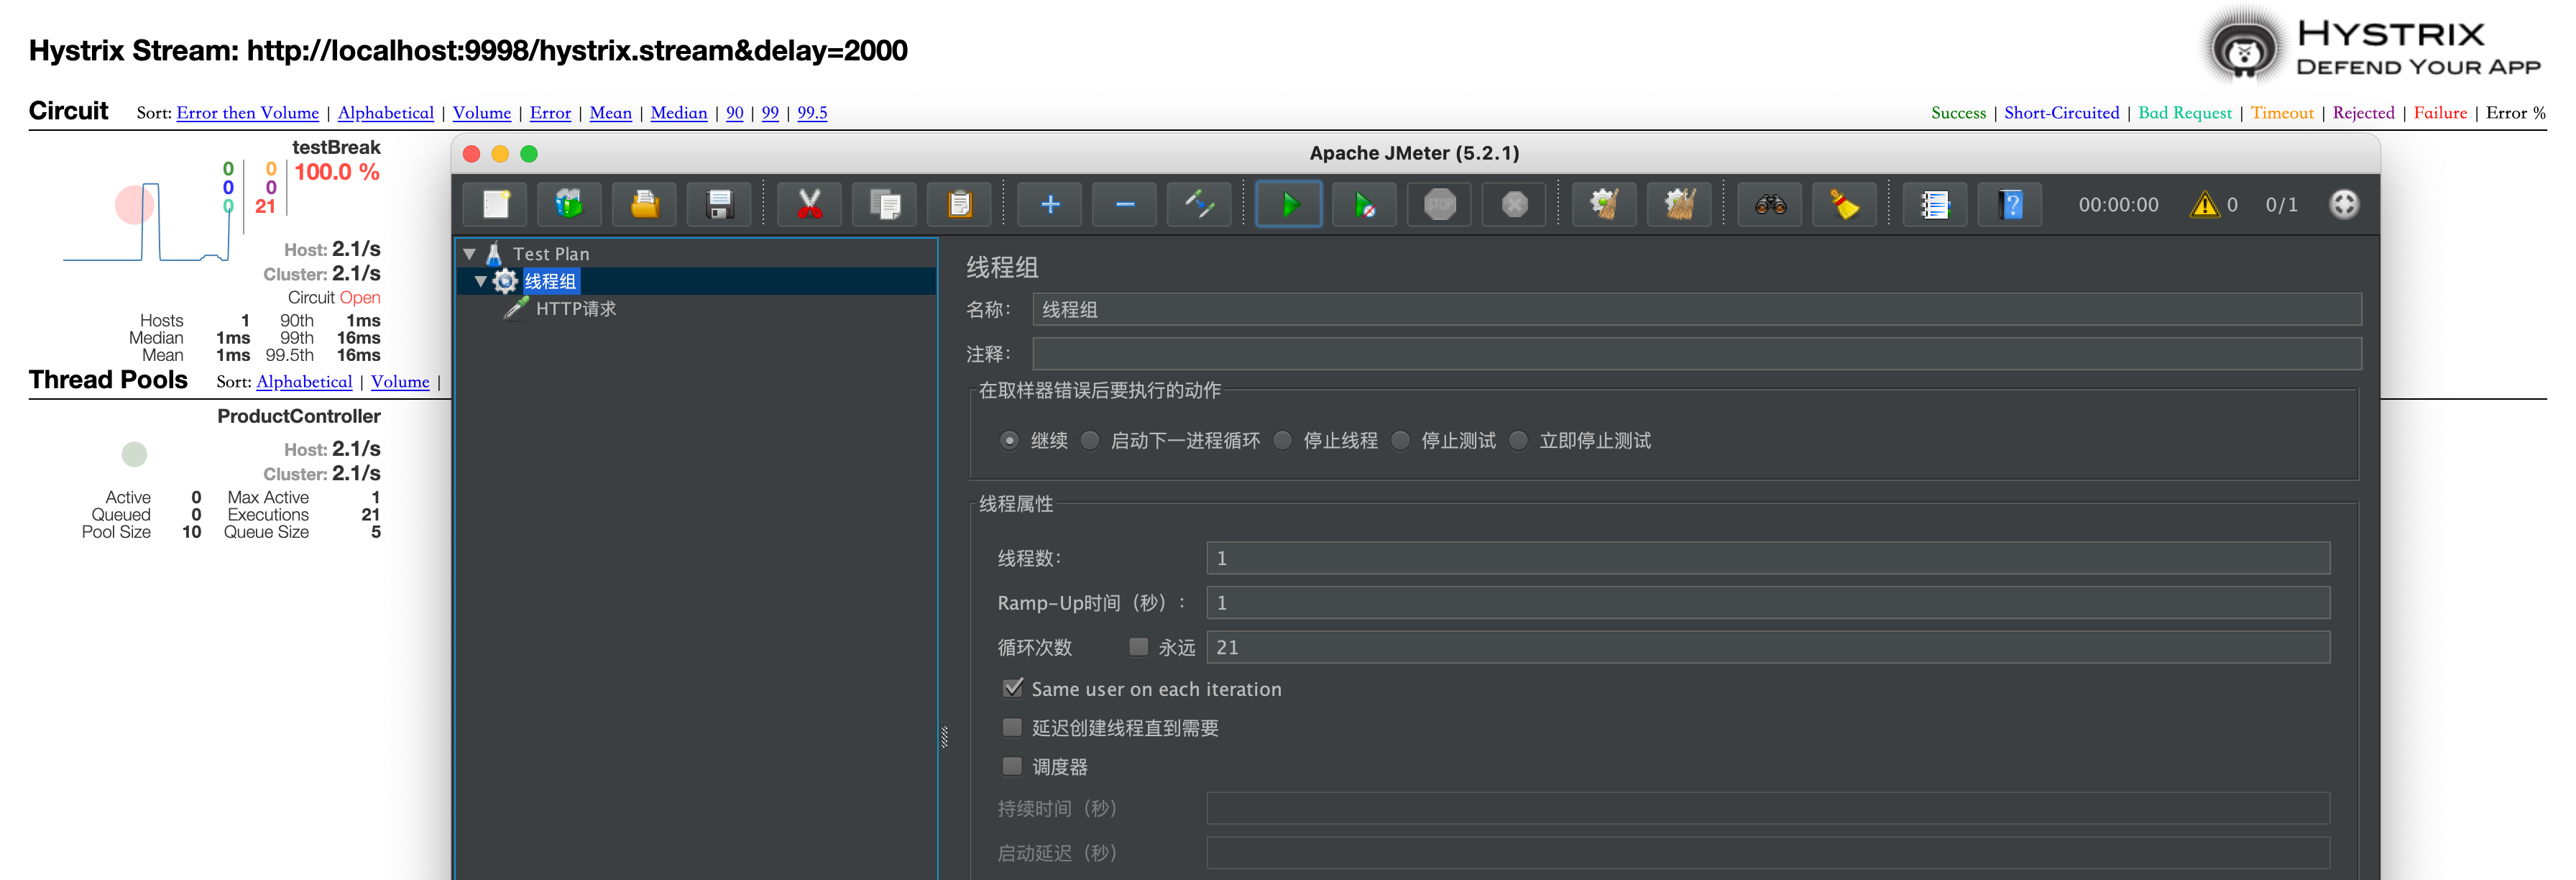 Hystrix Stream: http://localhost:9998/hystrix.stream&delay=2000
HYSTRIX
DEFEND YOUR APP
Circuit Sort: Error then Volume | Alphabetical | Volume | Error | Mean | Median | 90 | 99 | 99.5
Success | Short-Circuited | Bad Request | Timeout | Rejected | Failure | Error %
testBreak
0 0 100.0 %
0 0
0 21
Host: 2.1/s
Cluster: 2.1/s
Circuit Open
Hosts 1 90th 1ms
Median 1ms 99th 16ms
Mean 1ms 99.5th 16ms
Thread Pools Sort: Alphabetical | Volume |
ProductController
Host: 2.1/s
Cluster: 2.1/s
Active 0 Max Active 1
Queued 0 Executions 21
Pool Size 10 Queue Size 5
Apache JMeter (5.2.1)
STOP
00:00:00 0 0/1
Test Plan
线程组
HTTP请求
线程组
名称： 线程组
注释：
在取样器错误后要执行的动作
继续 启动下一进程循环 停止线程 停止测试 立即停止测试
线程属性
线程数： 1
Ramp-Up时间（秒）： 1
循环次数 永远 21
Same user on each iteration
延迟创建线程直到需要
调度器
持续时间（秒）
启动延迟（秒）